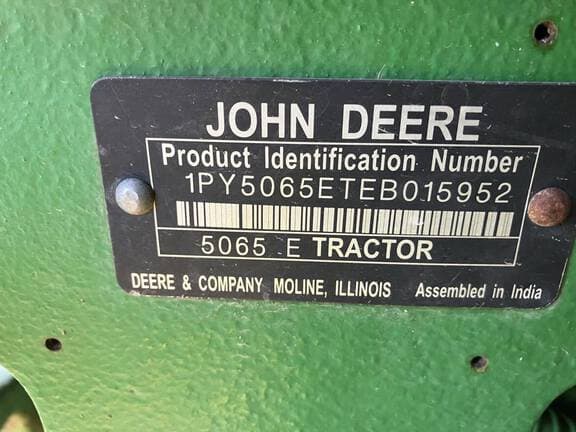 JOHN DEERE
Product Identification Number
1PY5065ETEB015952
5065 E TRACTOR
DEERE & COMPANY MOLINE, ILLINOIS Assembled in India